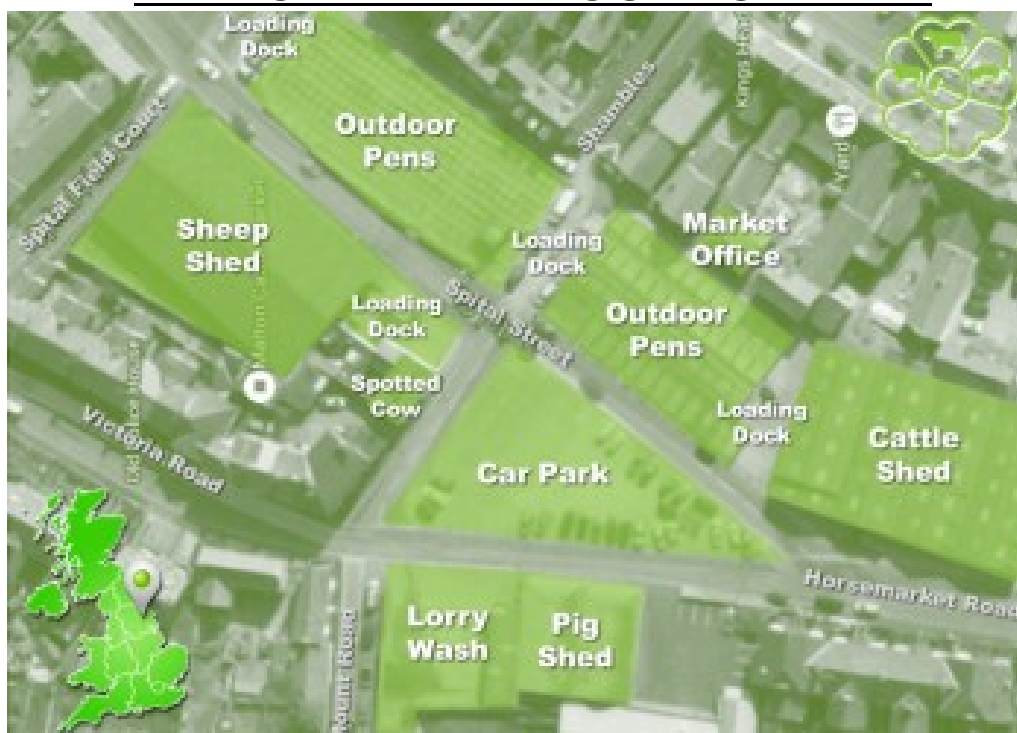 Loading
Dock
Outdoor
Pens
Shambles
Spital Field Court
Sheep
Shed
Market
Office
Loading
Dock
Loading
Dock
Spital Street
Outdoor
Pens
Spotted
Cow
Victoria Road
Loading
Dock
Cattle
Shed
Car Park
Horsemarket Road
Lorry
Wash
Pig
Shed